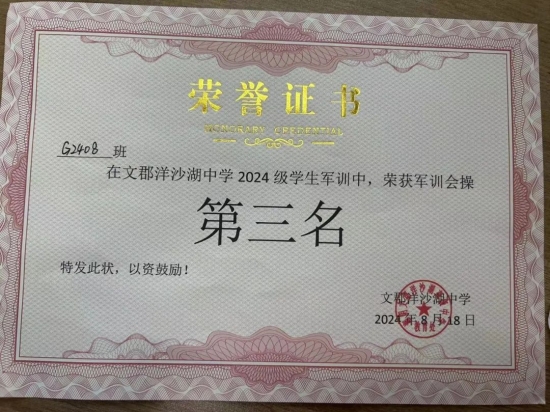 荣誉证书
HONORARY CREDENTIAL
G2408 班
在文郡洋沙湖中学 2024 级学生军训中，荣获军训会操
第三名
特发此状，以资鼓励！
文郡洋沙湖中学
2024 年 8 月 18 日